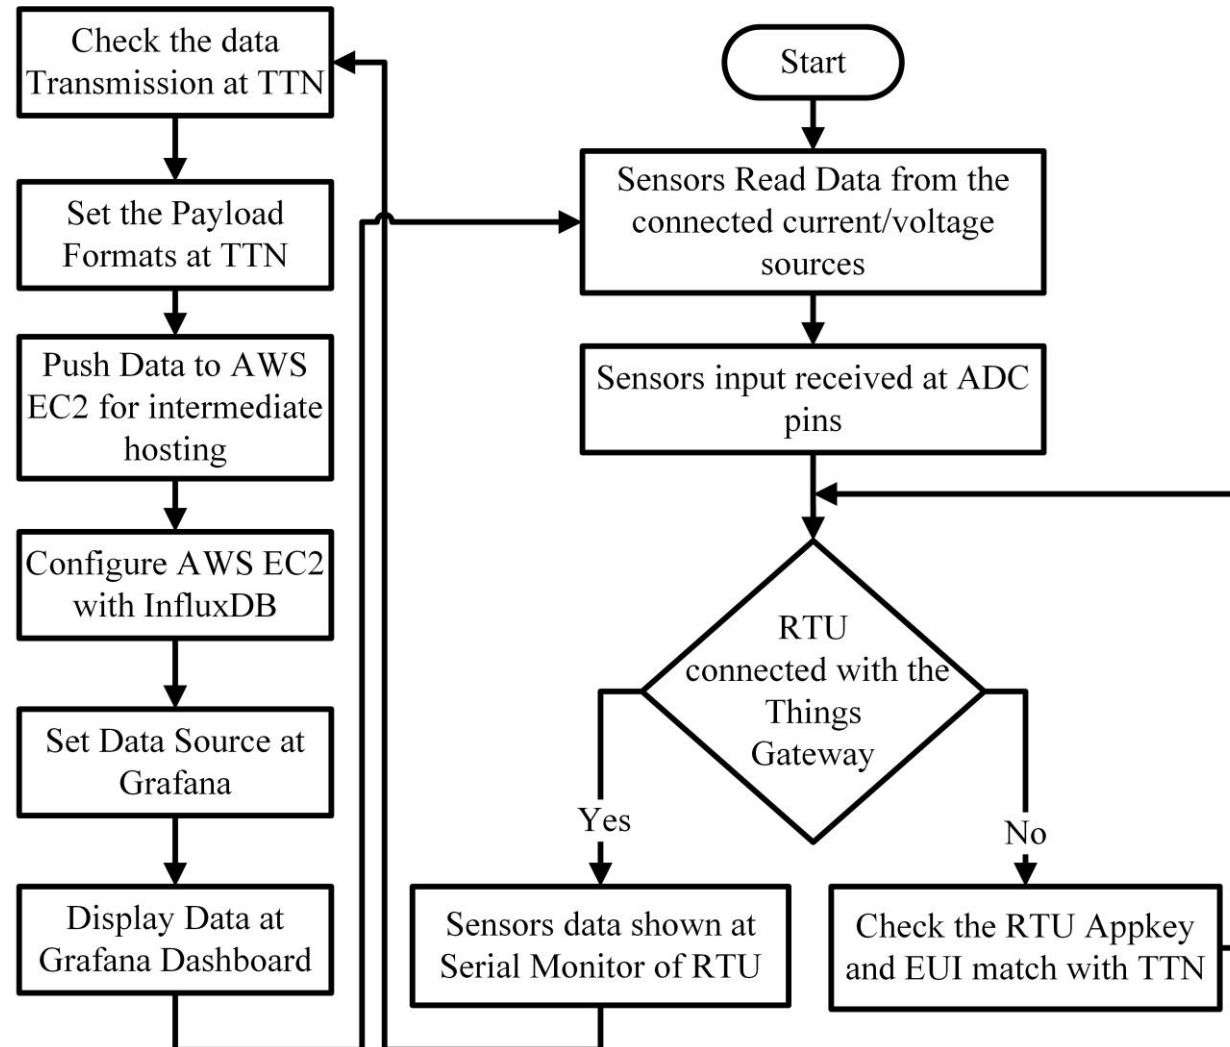 Check the data
Transmission at TTN
Set the Payload
Formats at TTN
Push Data to AWS
EC2 for intermediate
hosting
Configure AWS EC2
with InfluxDB
Set Data Source at
Grafana
Display Data at
Grafana Dashboard
Start
Sensors Read Data from the
connected current/voltage
sources
Sensors input received at ADC
pins
RTU
connected with the
Things
Gateway
Yes
No
Sensors data shown at
Serial Monitor of RTU
Check the RTU Appkey
and EUI match with TTN